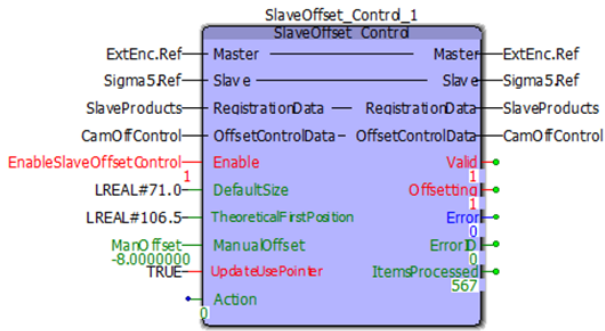 SlaveOffset_Control_1
SlaveOffset Control
ExtEnc.Ref Master Master ExtEnc.Ref
Sigma5.Ref Slave Slave Sigma5.Ref
SlaveProducts RegistrationData RegistrationData SlaveProducts
CamOffControl OffsetControlData OffsetControlData CamOffControl
EnableSlaveOffsetControl Enable Valid
1 1
LREAL#71.0 DefaultSize Offsetting
1
LREAL#106.5 TheoreticalFirstPosition Error
0
ManOffset ManualOffset ErrorID
-8.0000000 0
TRUE UpdateUsePointer ItemsProcessed
567
Action
0